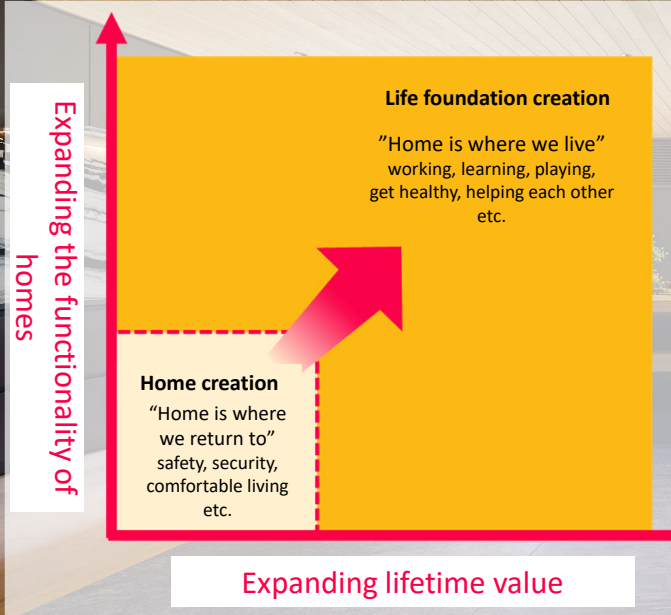 Expanding the functionality of
homes
Life foundation creation
”Home is where we live”
working, learning, playing,
get healthy, helping each other
etc.
Home creation
“Home is where
we return to”
safety, security,
comfortable living
etc.
Expanding lifetime value